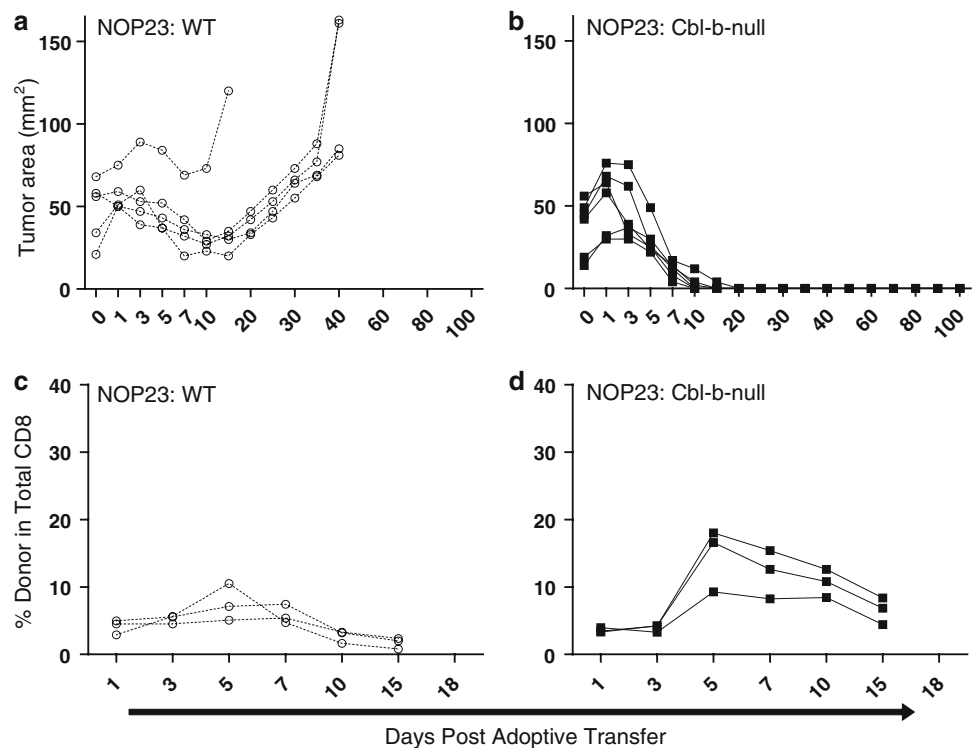 a NOP23: WT
150
100
50
0
Tumor area (mm²)
0 1 3 5 7 10 20 30 40 60 80 100
b NOP23: Cbl-b-null
150
100
50
0
0 1 3 5 7 10 20 30 40 60 80 100
c NOP23: WT
40
30
20
10
0
% Donor in Total CD8
1 3 5 7 10 15 18
d NOP23: Cbl-b-null
40
30
20
10
0
1 3 5 7 10 15 18
Days Post Adoptive Transfer